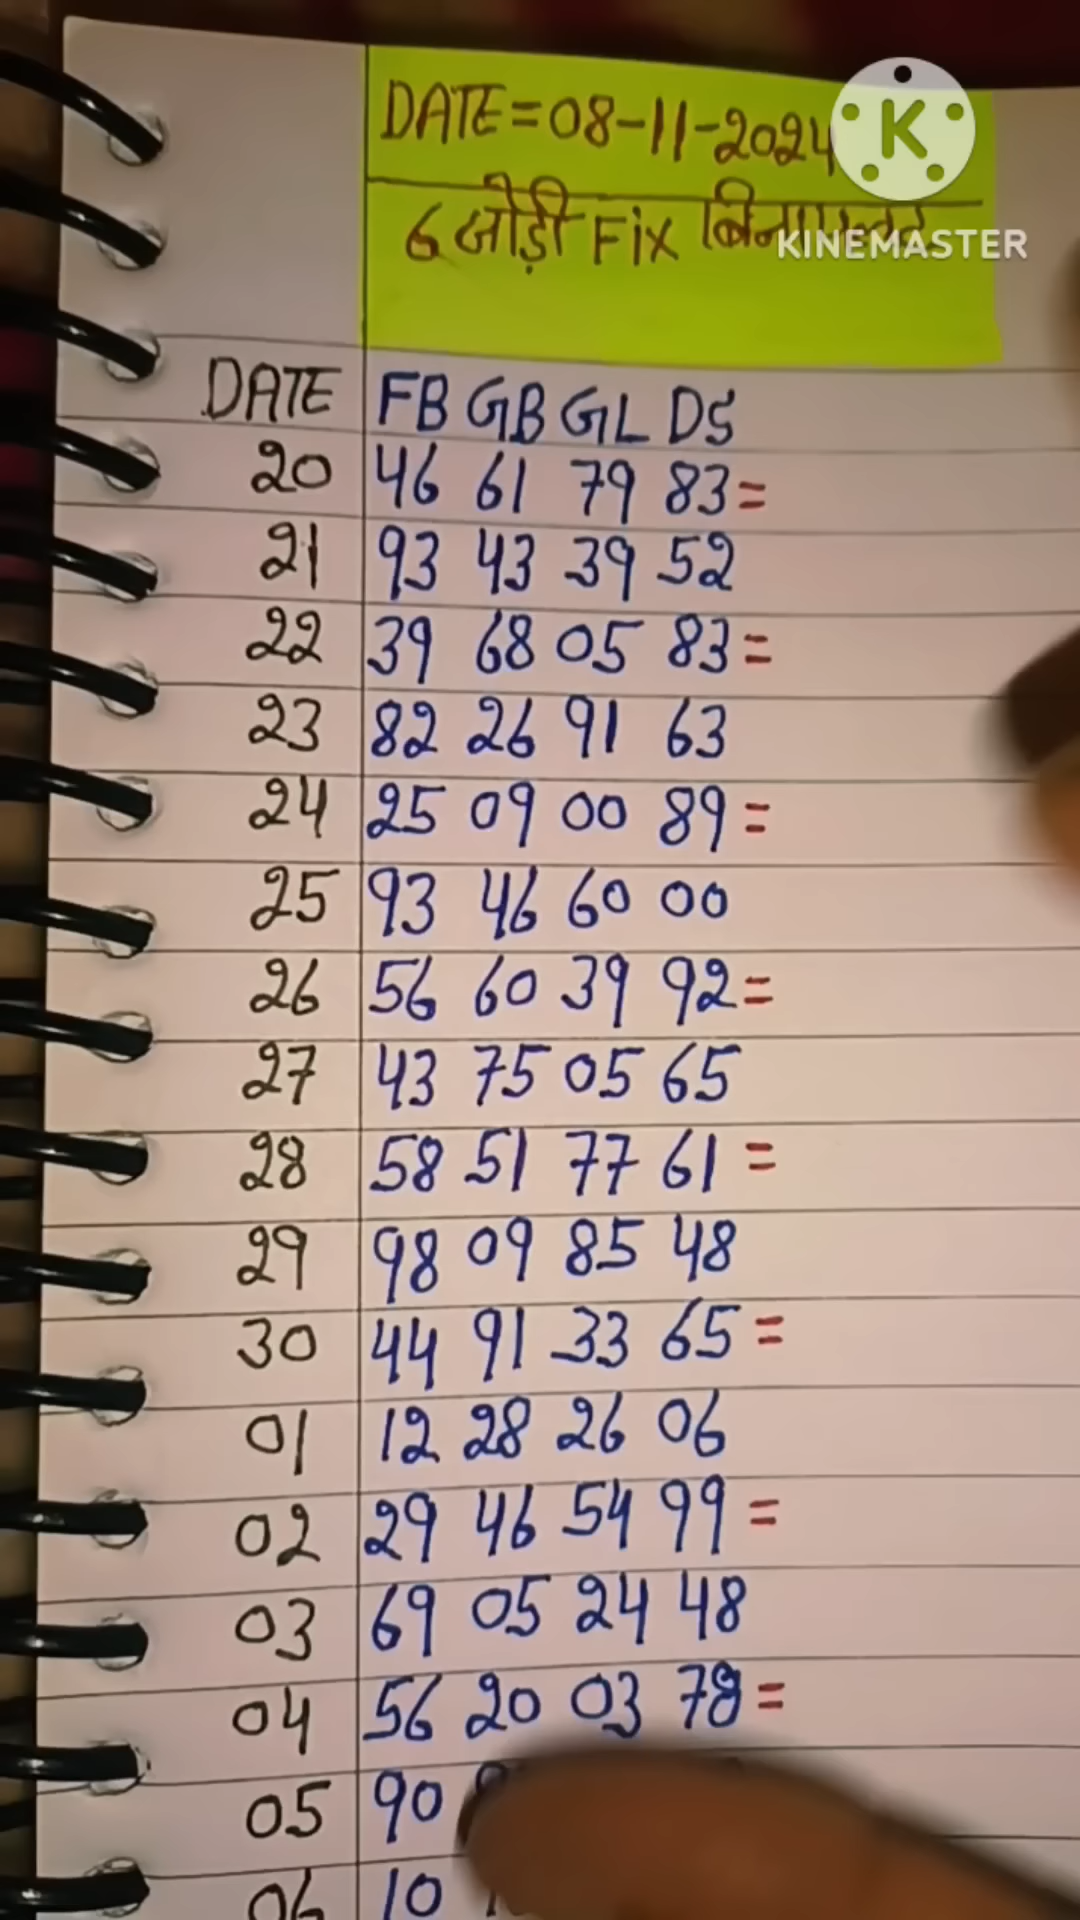 DATE=08-11-2024
6 जोड़ी Fix
KINEMASTER
DATE FB GB GL DS
20 46 61 79 83=
21 93 43 39 52
22 39 68 05 83=
23 82 26 91 63
24 25 09 00 89=
25 93 46 60 00
26 56 60 39 92=
27 43 75 05 65
28 58 51 77 61=
29 98 09 85 48
30 44 91 33 65=
01 12 28 26 06
02 29 46 54 99=
03 69 05 24 48
04 56 20 03 78=
05 90
06 10